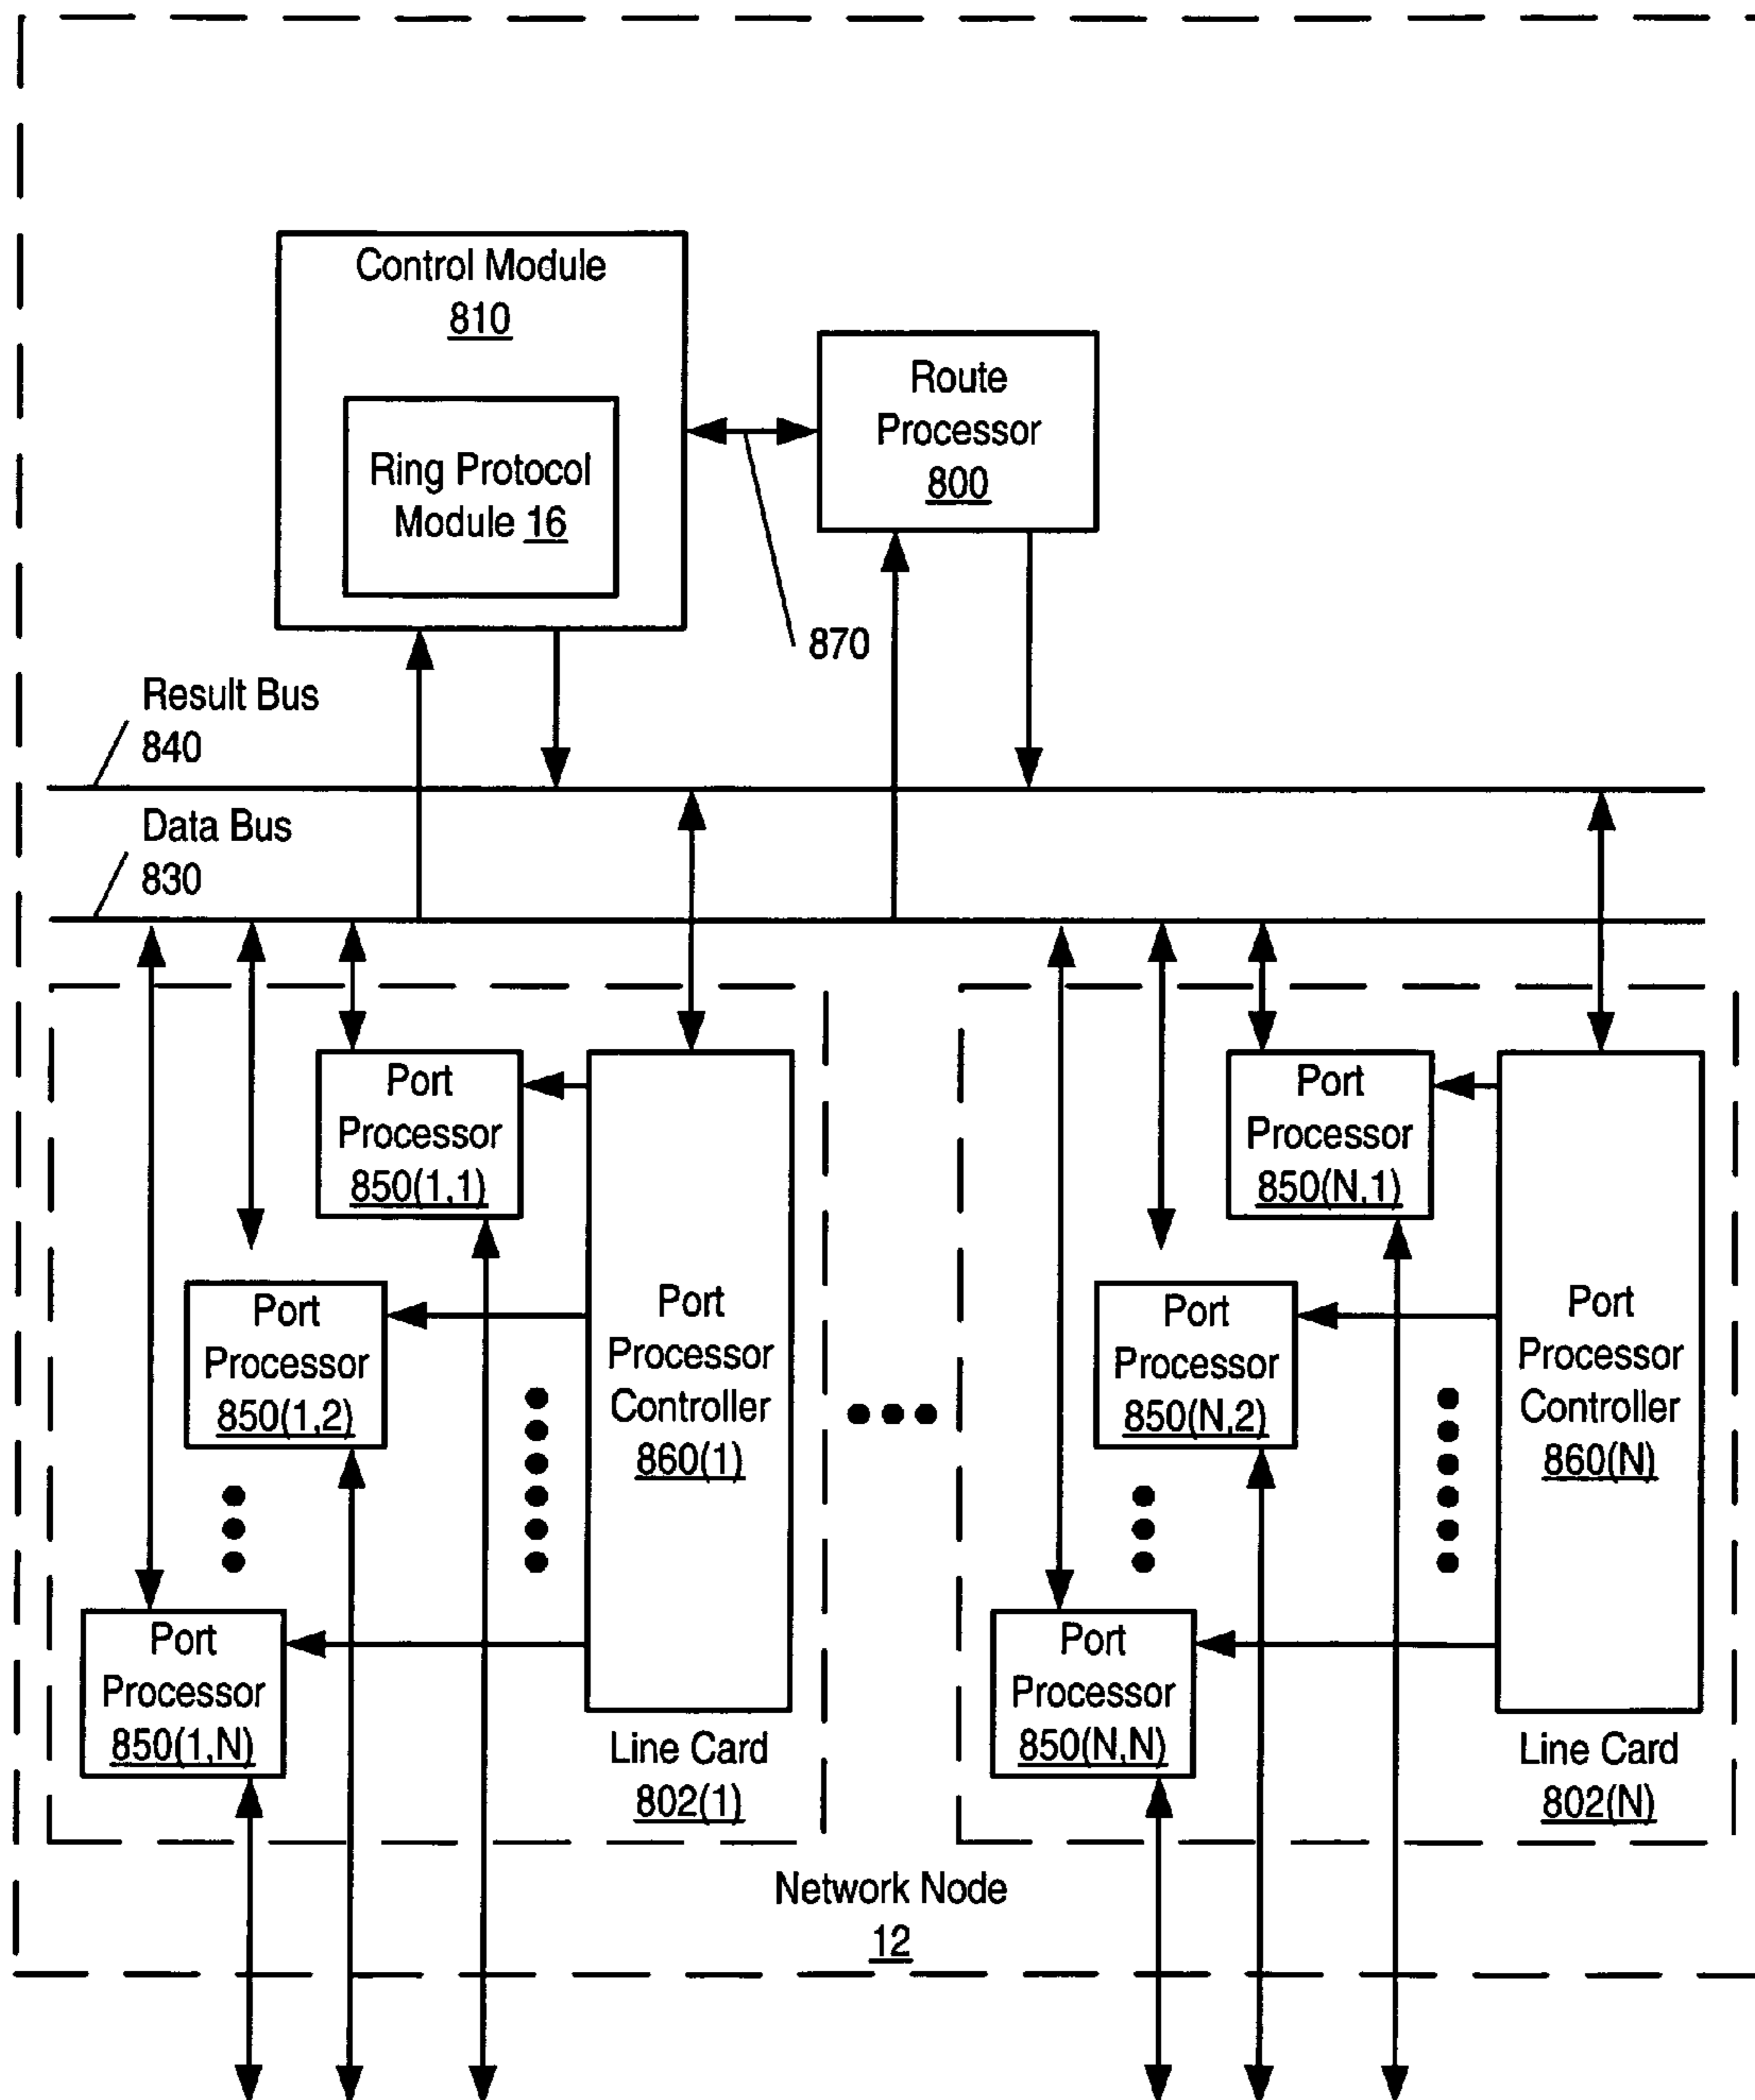 Control Module
810
Ring Protocol
Module 16
Route
Processor
800
870
Result Bus
840
Data Bus
830
Port
Processor
850(1,1)
Port
Processor
850(1,2)
Port
Processor
850(1,N)
Port
Processor
Controller
860(1)
Line Card
802(1)
Port
Processor
850(N,1)
Port
Processor
850(N,2)
Port
Processor
850(N,N)
Port
Processor
Controller
860(N)
Line Card
802(N)
Network Node
12